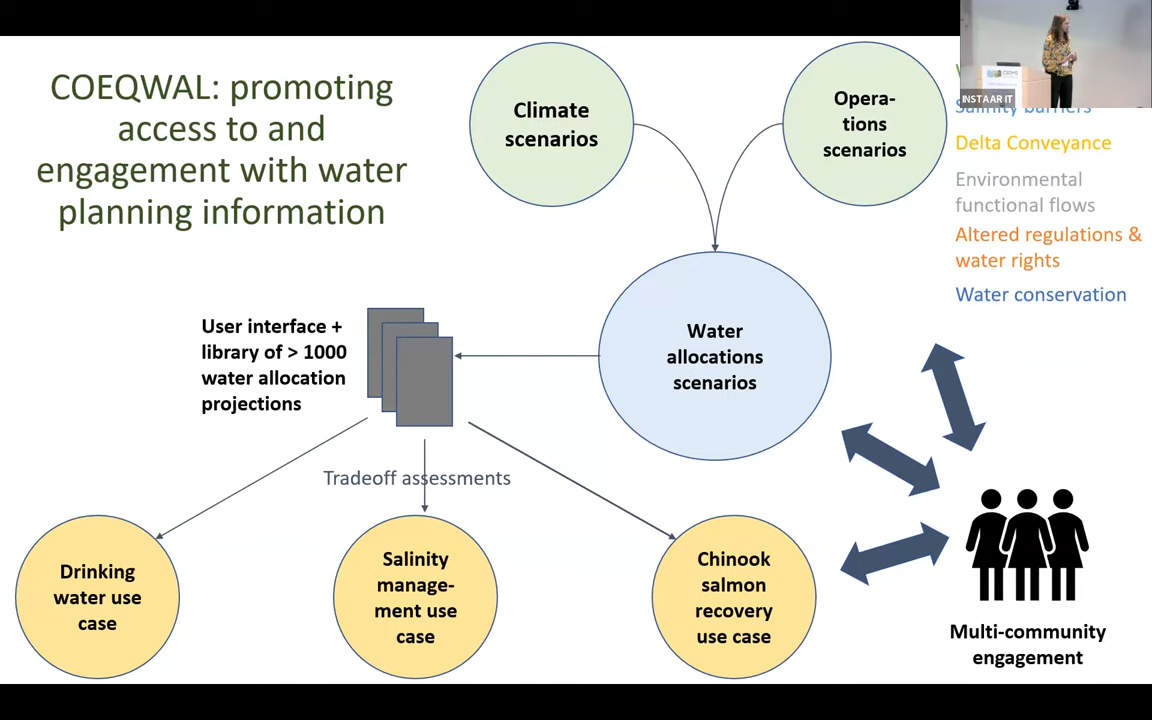 COEQWAL: promoting
access to and
engagement with water
planning information
Climate
scenarios
Opera-
tions
scenarios
INSTAAR IT
Salinity barriers
Delta Conveyance
Environmental
functional flows
Altered regulations &
water rights
Water conservation
Water
allocations
scenarios
User interface +
library of > 1000
water allocation
projections
Tradeoff assessments
Drinking
water use
case
Salinity
manage-
ment use
case
Chinook
salmon
recovery
use case
Multi-community
engagement